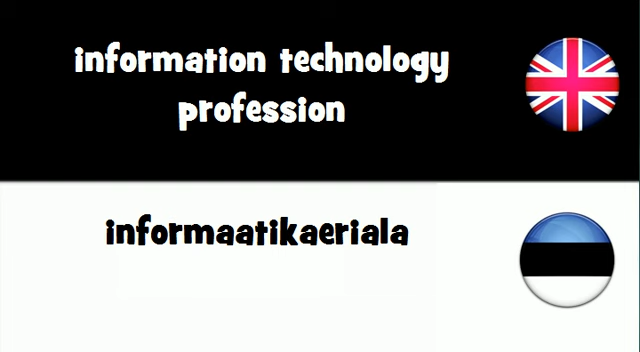 information technology
profession
informaatikaeriala